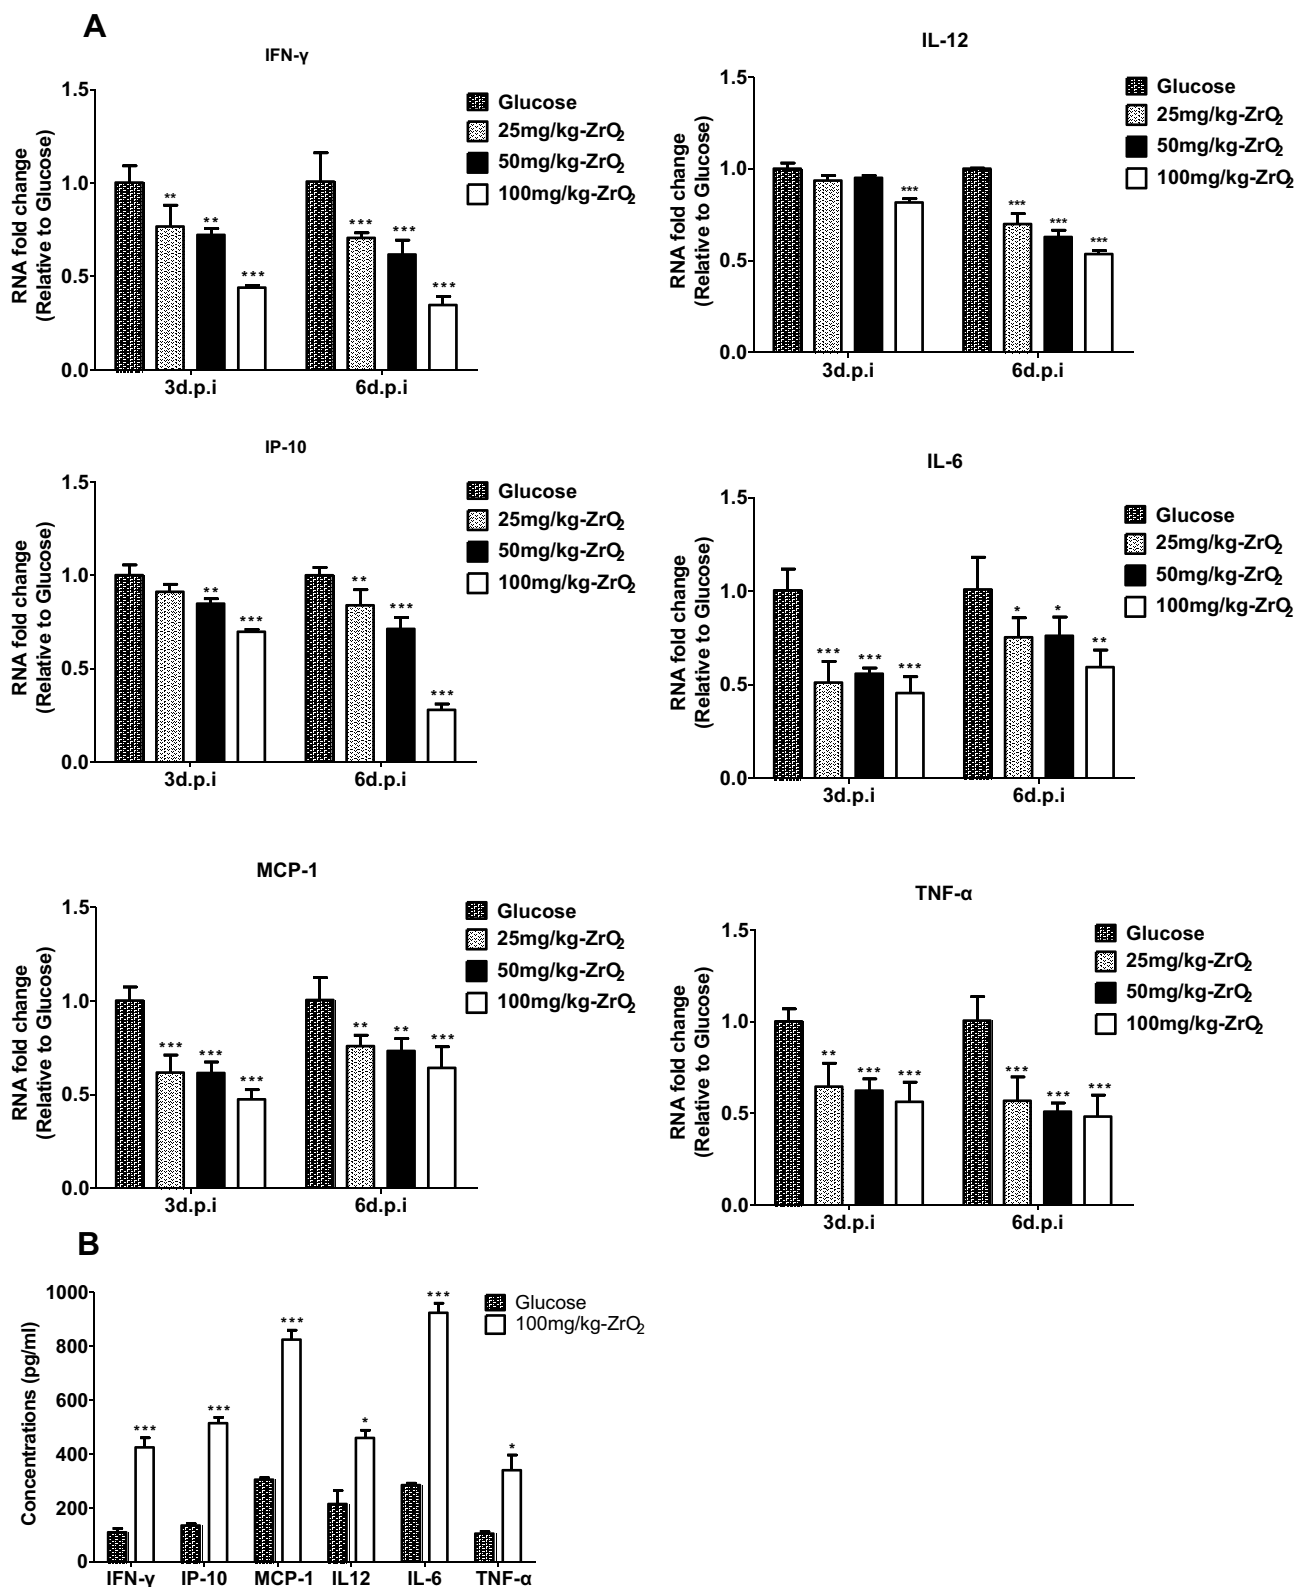 A
IFN-γ
RNA fold change
(Relative to Glucose)
1.5
1.0
0.5
0.0
** ** ***
*** *** ***
3d.p.i 6d.p.i
Glucose
25mg/kg-ZrO2
50mg/kg-ZrO2
100mg/kg-ZrO2
IL-12
RNA fold change
(Relative to Glucose)
1.5
1.0
0.5
0.0
***
*** *** ***
3d.p.i 6d.p.i
Glucose
25mg/kg-ZrO2
50mg/kg-ZrO2
100mg/kg-ZrO2
IP-10
RNA fold change
(Relative to Glucose)
1.5
1.0
0.5
0.0
** ***
** *** ***
3d.p.i 6d.p.i
Glucose
25mg/kg-ZrO2
50mg/kg-ZrO2
100mg/kg-ZrO2
IL-6
RNA fold change
(Relative to Glucose)
1.5
1.0
0.5
0.0
*** *** ***
* * **
3d.p.i 6d.p.i
Glucose
25mg/kg-ZrO2
50mg/kg-ZrO2
100mg/kg-ZrO2
MCP-1
RNA fold change
(Relative to Glucose)
1.5
1.0
0.5
0.0
*** *** ***
** ** ***
3d.p.i 6d.p.i
Glucose
25mg/kg-ZrO2
50mg/kg-ZrO2
100mg/kg-ZrO2
TNF-α
RNA fold change
(Relative to Glucose)
1.5
1.0
0.5
0.0
** *** ***
*** *** ***
3d.p.i 6d.p.i
Glucose
25mg/kg-ZrO2
50mg/kg-ZrO2
100mg/kg-ZrO2
B
Concentrations (pg/ml)
1000
800
600
400
200
0
*** *** *** * *** *
IFN-γ IP-10 MCP-1 IL12 IL-6 TNF-α
Glucose
100mg/kg-ZrO2